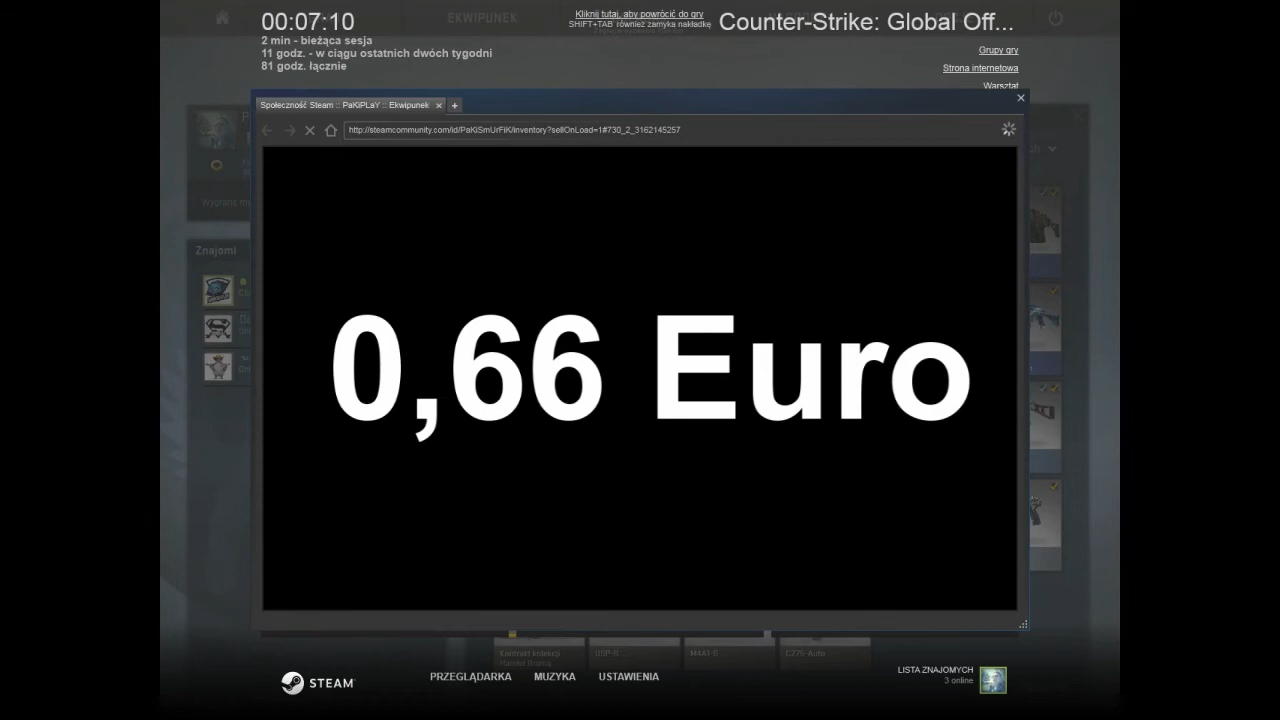 00:07:10
2 min - bieżąca sesja
11 godz. - w ciągu ostatnich dwóch tygodni
81 godz. łącznie
EKWIPUNEK
Kliknij tutaj, aby powrócić do gry
SHIFT+TAB również zamyka nakładkę
Counter-Strike: Global Off...
Grupy gry
Strona internetowa
Warsztat
Społeczność Steam :: PaKiPLaY :: Ekwipunek
http://steamcommunity.com/id/PaKiSmUrFiK/inventory?sellOnLoad=1#730_2_3162145257
Znajomi
0,66 Euro
Kontrakt kolekcji
USP-S
M4A1-S
CZ75-Auto
STEAM
PRZEGLĄDARKA
MUZYKA
USTAWIENIA
LISTA ZNAJOMYCH
3 online